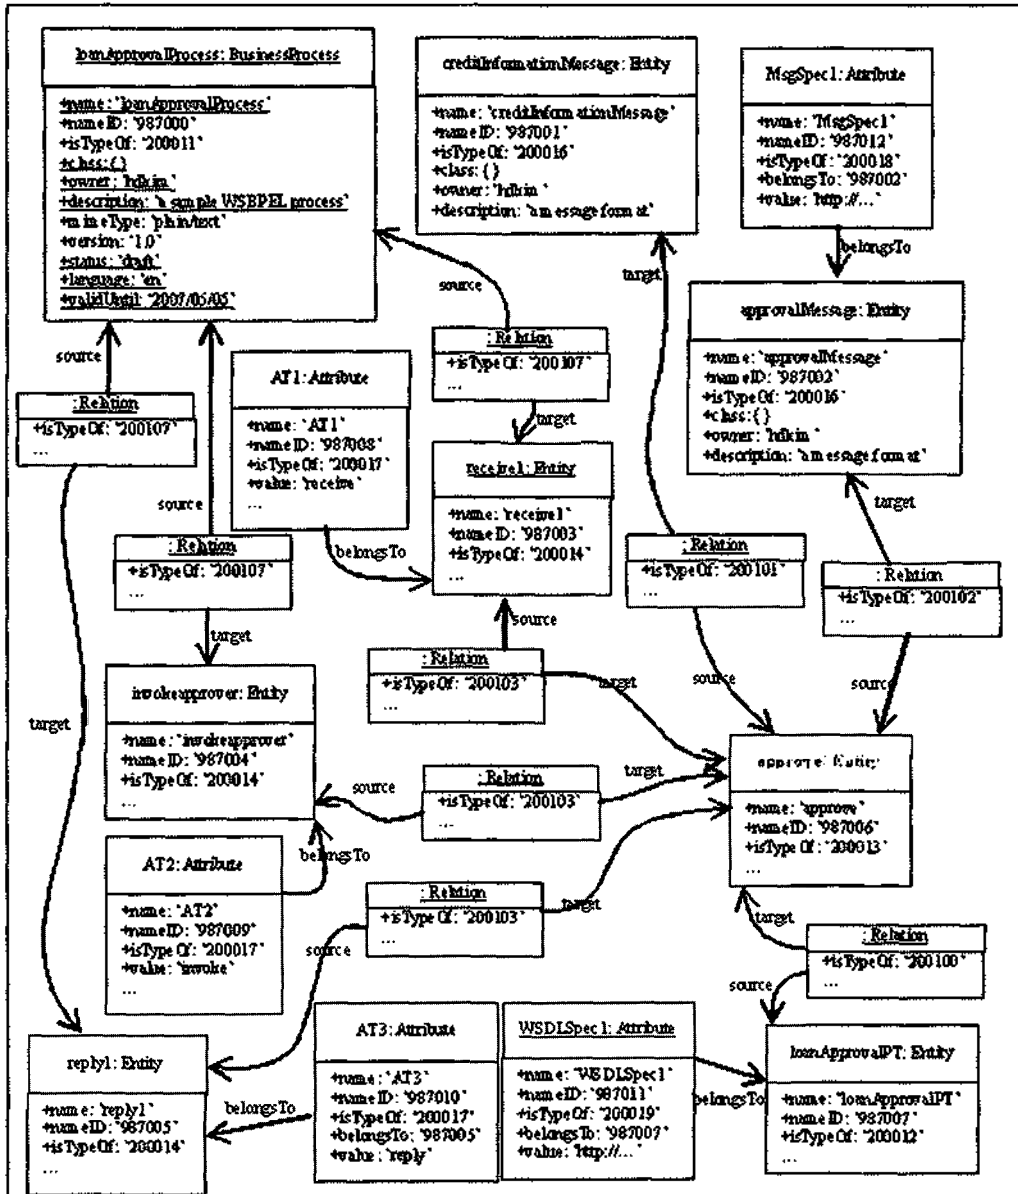 loanApprovalProcess: BusinessProcess
+name: 'loanApprovalProcess'
+nameID: '987000'
+isTypeOf: '200011'
+class:{}
+owner: 'hdkim'
+description: 'a sample WSBPEL process'
+mimeType: 'plain/text'
+version: '1.0'
+status: 'draft'
+language: 'en'
+validUntil: '2007/05/05'
creditInformationMessage: Entity
+name: 'creditInformationMessage'
+nameID: '987001'
+isTypeOf: '200016'
+class:{}
+owner: 'hdkim'
+description: 'a message format'
MsgSpec1: Attribute
+name: 'MsgSpec1'
+nameID: '987012'
+isTypeOf: '200018'
+belongsTo: '987002'
+value: 'http://...'
belongsTo
source
target
approvalMessage: Entity
+name: 'approvalMessage'
+nameID: '987002'
+isTypeOf: '200016'
+class:{}
+owner: 'hdkim'
+description: 'a message format'
source
: Relation
+isTypeOf: '200107'
...
AT1: Attribute
+name: 'AT1'
+nameID: '987008'
+isTypeOf: '200017'
+value: 'receive'
...
: Relation
+isTypeOf: '200107'
...
target
receive1: Entity
+name: 'receive1'
+nameID: '987003'
+isTypeOf: '200014'
...
target
source
: Relation
+isTypeOf: '200107'
...
belongsTo
: Relation
+isTypeOf: '200101'
...
: Relation
+isTypeOf: '200102'
...
source
target
: Relation
+isTypeOf: '200103'
...
target
source
source
invokeapprover: Entity
+name: 'invokeapprover'
+nameID: '987004'
+isTypeOf: '200014'
...
target
source
: Relation
+isTypeOf: '200103'
...
target
approve: Entity
+name: 'approve'
+nameID: '987006'
+isTypeOf: '200013'
...
belongsTo
AT2: Attribute
+name: 'AT2'
+nameID: '987009'
+isTypeOf: '200017'
+value: 'invoke'
...
: Relation
+isTypeOf: '200103'
...
target
source
target
: Relation
+isTypeOf: '200100'
...
source
reply1: Entity
+name: 'reply1'
+nameID: '987005'
+isTypeOf: '200014'
...
belongsTo
AT3: Attribute
+name: 'AT3'
+nameID: '987010'
+isTypeOf: '200017'
+belongsTo: '987005'
+value: 'reply'
WSDLSpec1: Attribute
+name: 'WSDLSpec1'
+nameID: '987011'
+isTypeOf: '200019'
+belongsTo: '987007'
+value: 'http://...'
belongsTo
loanApprovalPT: Entity
+name: 'loanApprovalPT'
+nameID: '987007'
+isTypeOf: '200012'
...